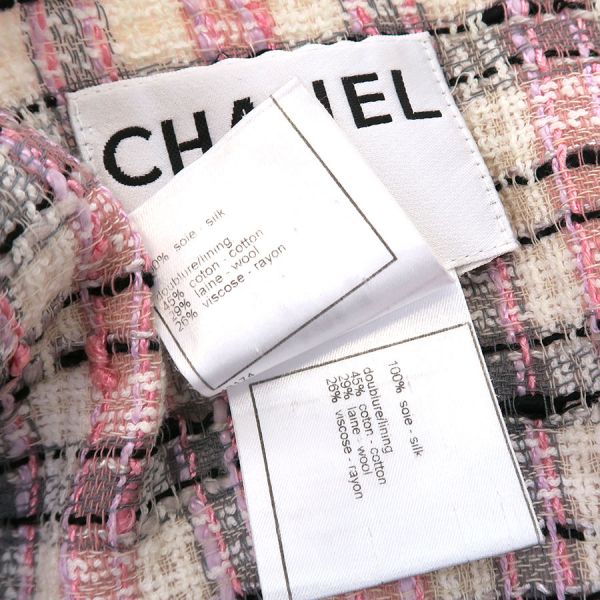 CHANEL
100% soie - silk
doublure/lining
45% coton - cotton
29% laine - wool
26% viscose - rayon
100% soie - silk
doublure/lining
45% coton - cotton
29% laine - wool
26% viscose - rayon